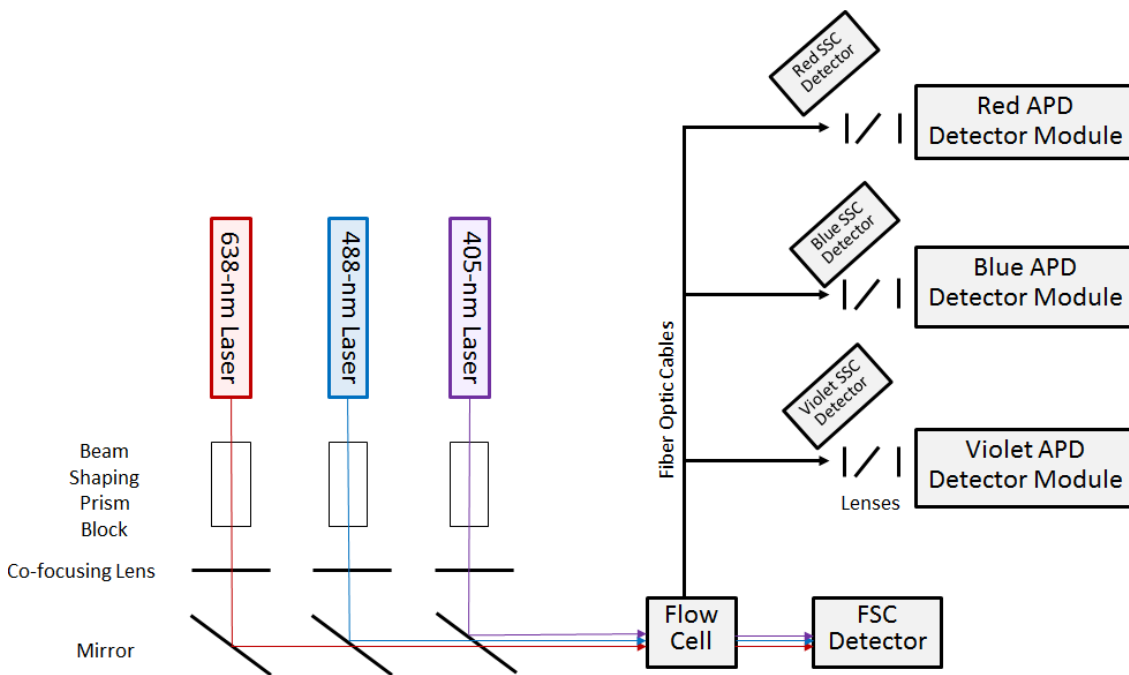 Red SSC
Detector
Red APD
Detector Module
Blue SSC
Detector
Blue APD
Detector Module
638-nm Laser
488-nm Laser
405-nm Laser
Fiber Optic Cables
Violet SSC
Detector
Violet APD
Detector Module
Lenses
Beam
Shaping
Prism
Block
Co-focusing Lens
Mirror
Flow
Cell
FSC
Detector